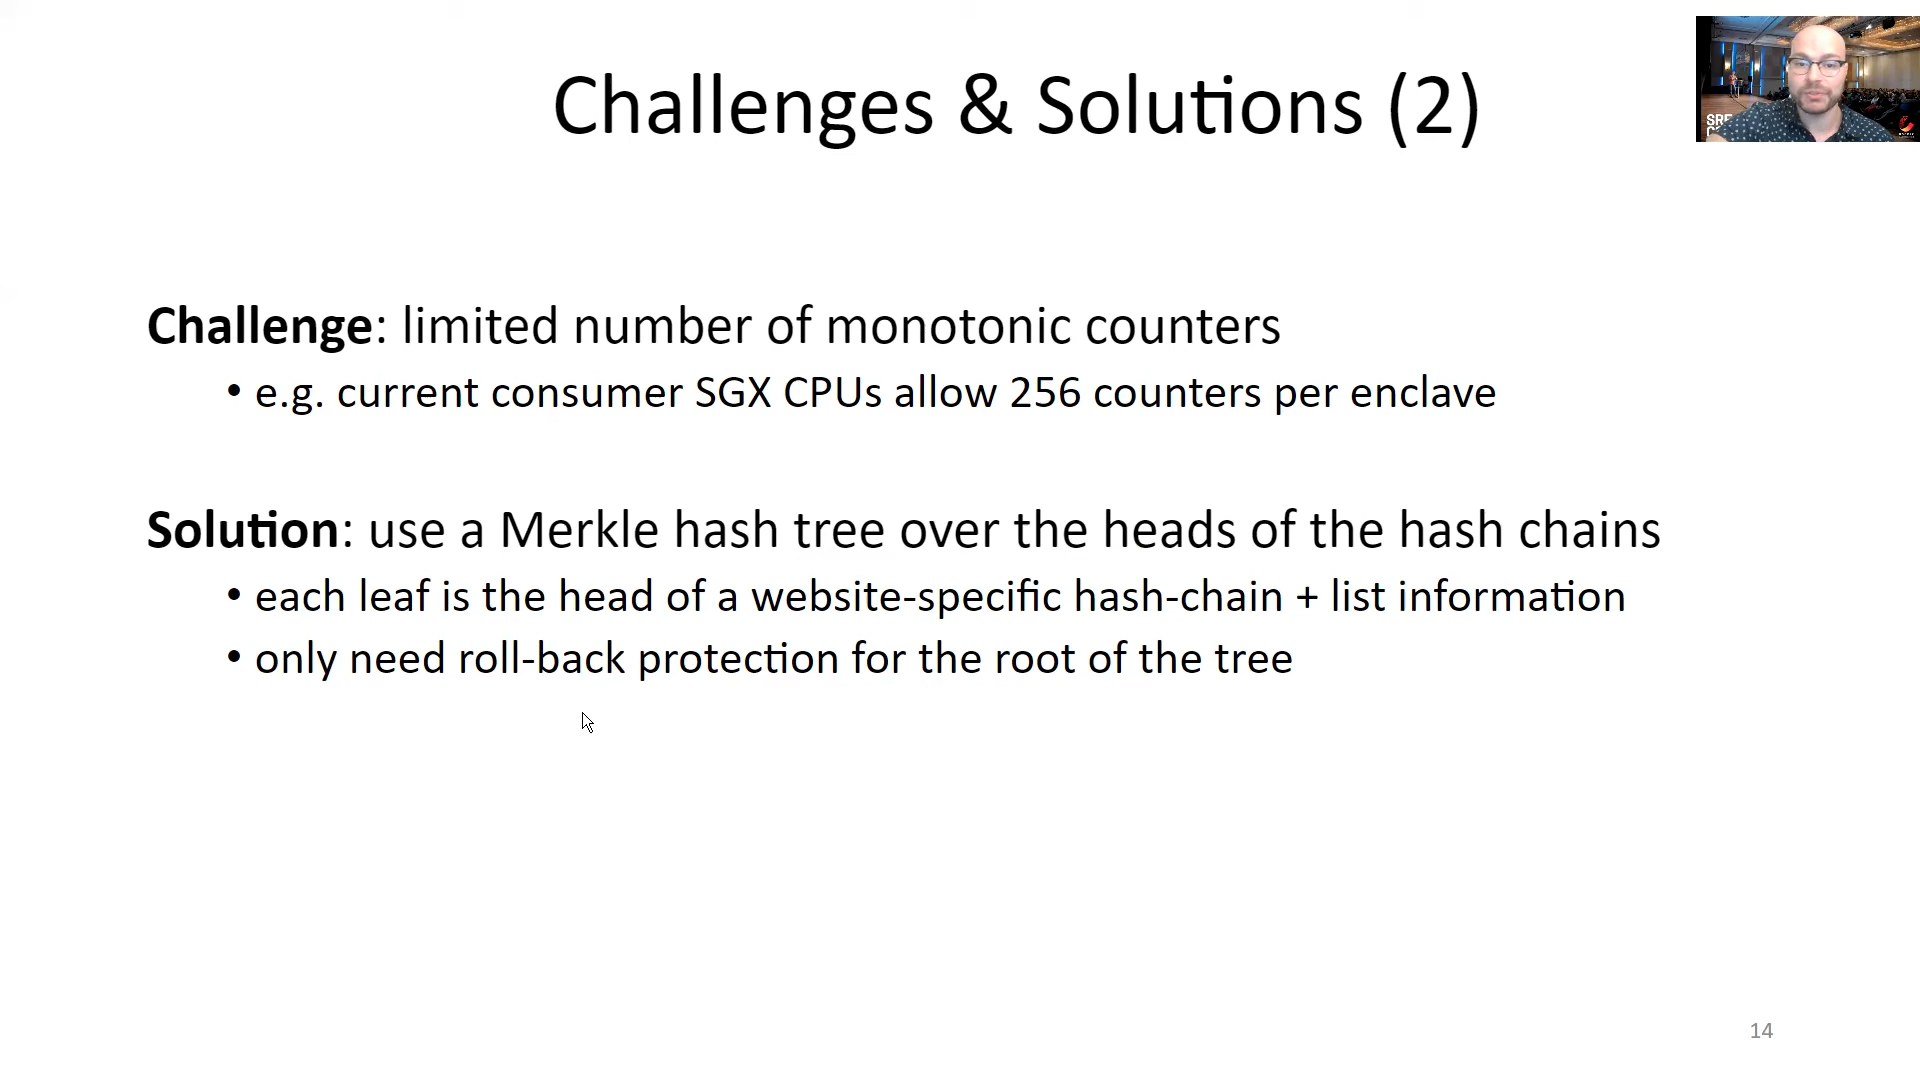 Challenges & Solutions (2)
Challenge: limited number of monotonic counters
• e.g. current consumer SGX CPUs allow 256 counters per enclave
Solution: use a Merkle hash tree over the heads of the hash chains
• each leaf is the head of a website-specific hash-chain + list information
• only need roll-back protection for the root of the tree
14